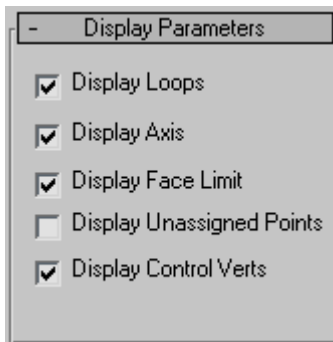 - Display Parameters
Display Loops
Display Axis
Display Face Limit
Display Unassigned Points
Display Control Verts